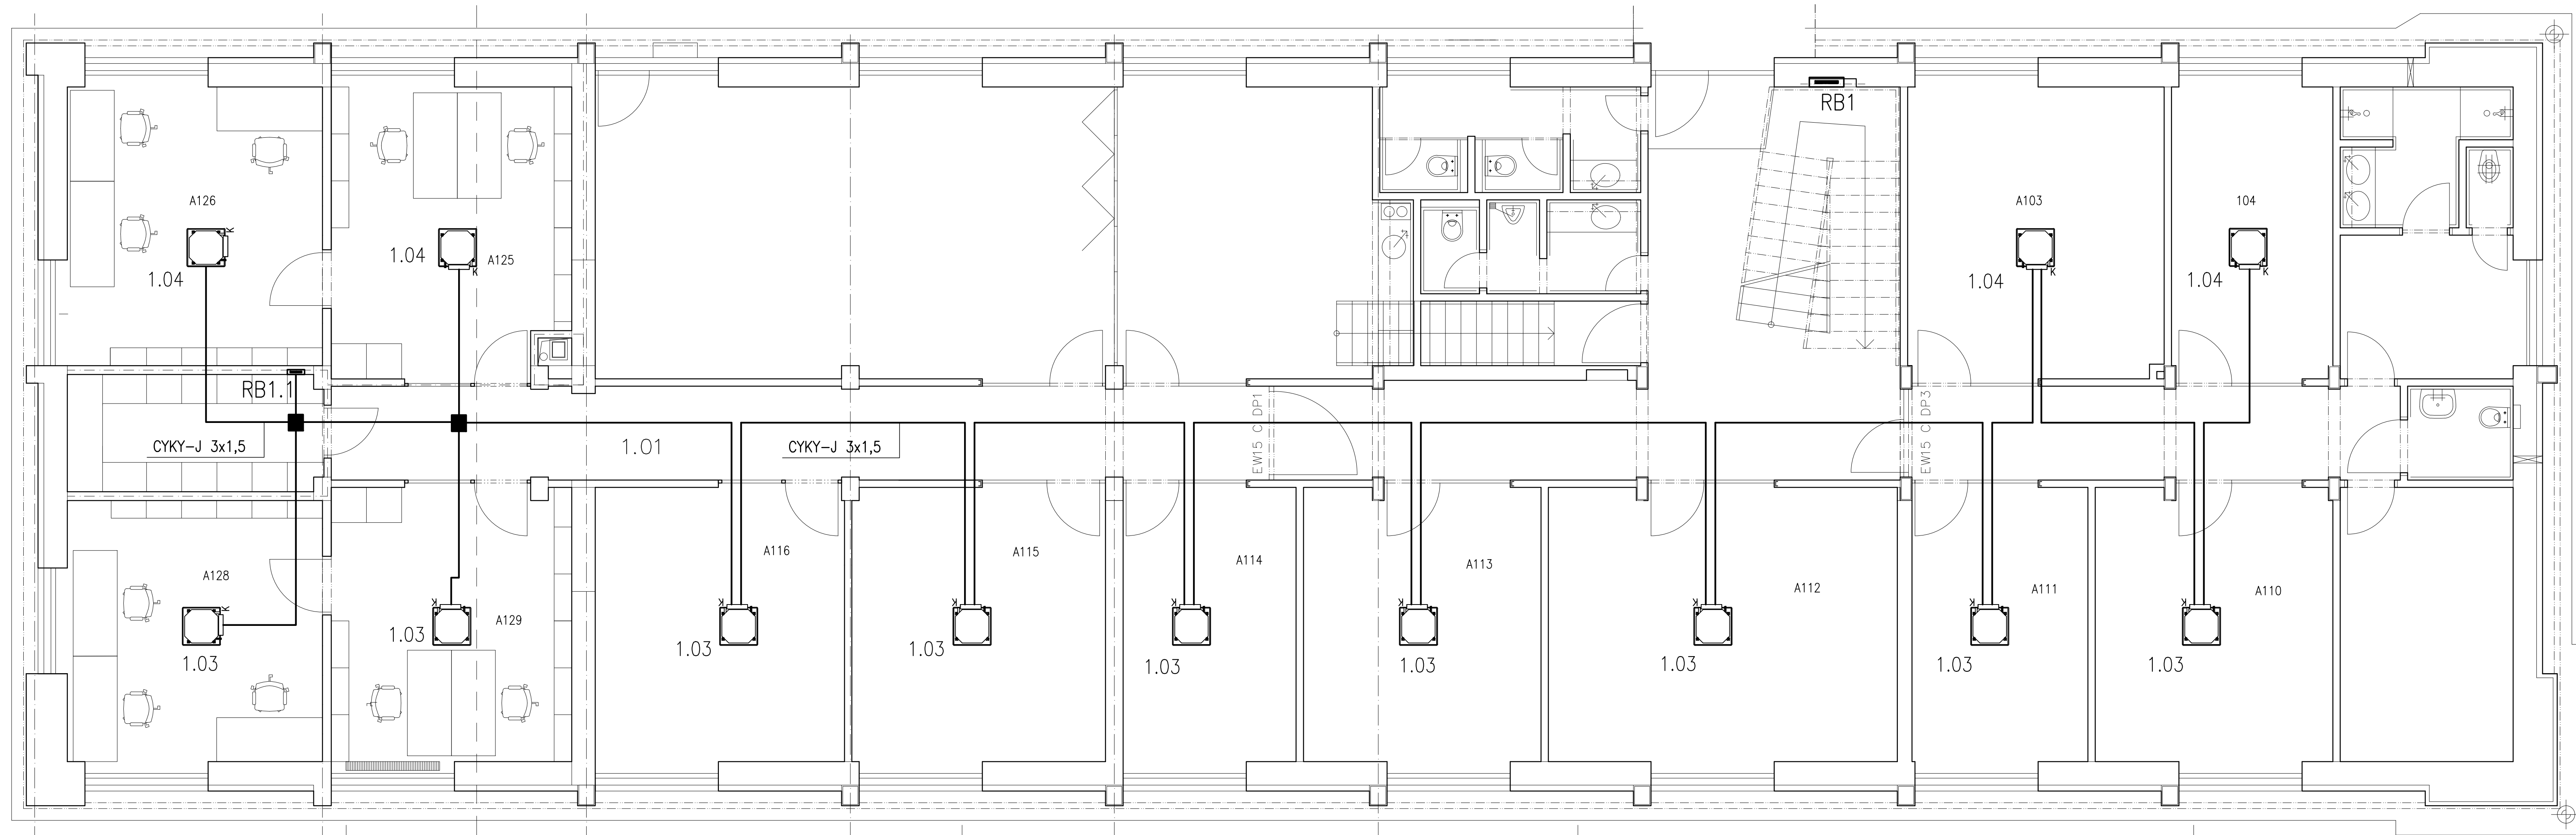 RB1
A126
A103
104
K
1.04
1.04
A125
K
1.04
K
1.04
K
RB1.1
EW15 C DP1
EW15 C DP3
CYKY-J 3x1,5
1.01
CYKY-J 3x1,5
A128
A116
A115
A114
A113
A112
A111
A110
K
K
K
K
K
K
K
K
K
A129
1.03
1.03
1.03
1.03
1.03
1.03
1.03
1.03
1.03